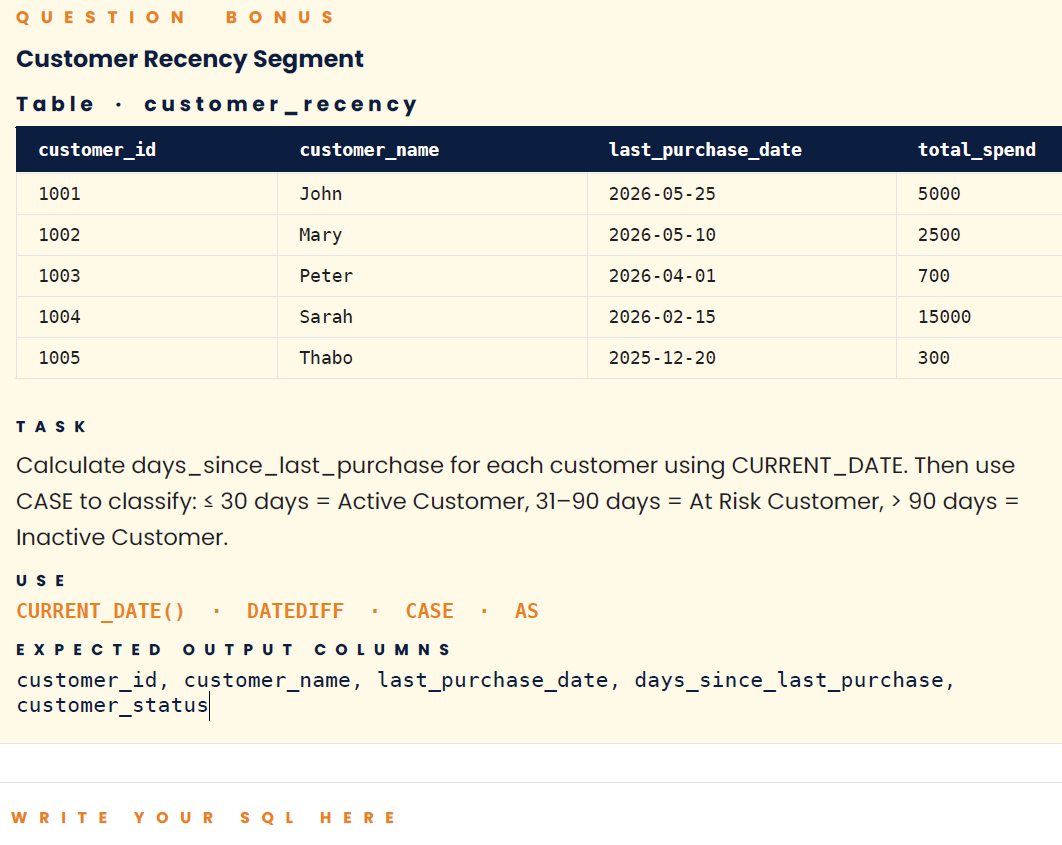 QUESTION BONUS
Customer Recency Segment
Table · customer_recency
customer_id customer_name last_purchase_date total_spend
1001 John 2026-05-25 5000
1002 Mary 2026-05-10 2500
1003 Peter 2026-04-01 700
1004 Sarah 2026-02-15 15000
1005 Thabo 2025-12-20 300
TASK
Calculate days_since_last_purchase for each customer using CURRENT_DATE. Then use
CASE to classify: ≤ 30 days = Active Customer, 31–90 days = At Risk Customer, > 90 days =
Inactive Customer.
USE
CURRENT_DATE() · DATEDIFF · CASE · AS
EXPECTED OUTPUT COLUMNS
customer_id, customer_name, last_purchase_date, days_since_last_purchase,
customer_status
WRITE YOUR SQL HERE